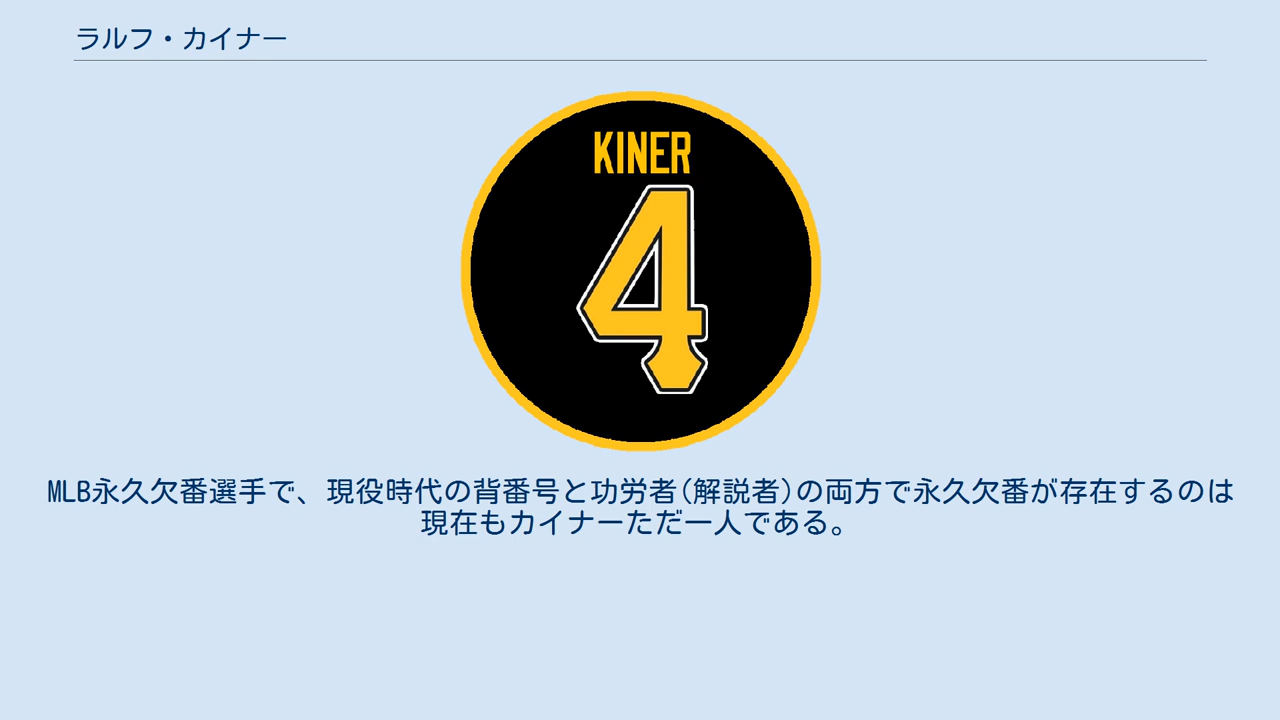 ラルフ・カイナー
KINER
4
MLB永久欠番選手で、現役時代の背番号と功労者(解説者)の両方で永久欠番が存在するのは
現在もカイナーただ一人である。